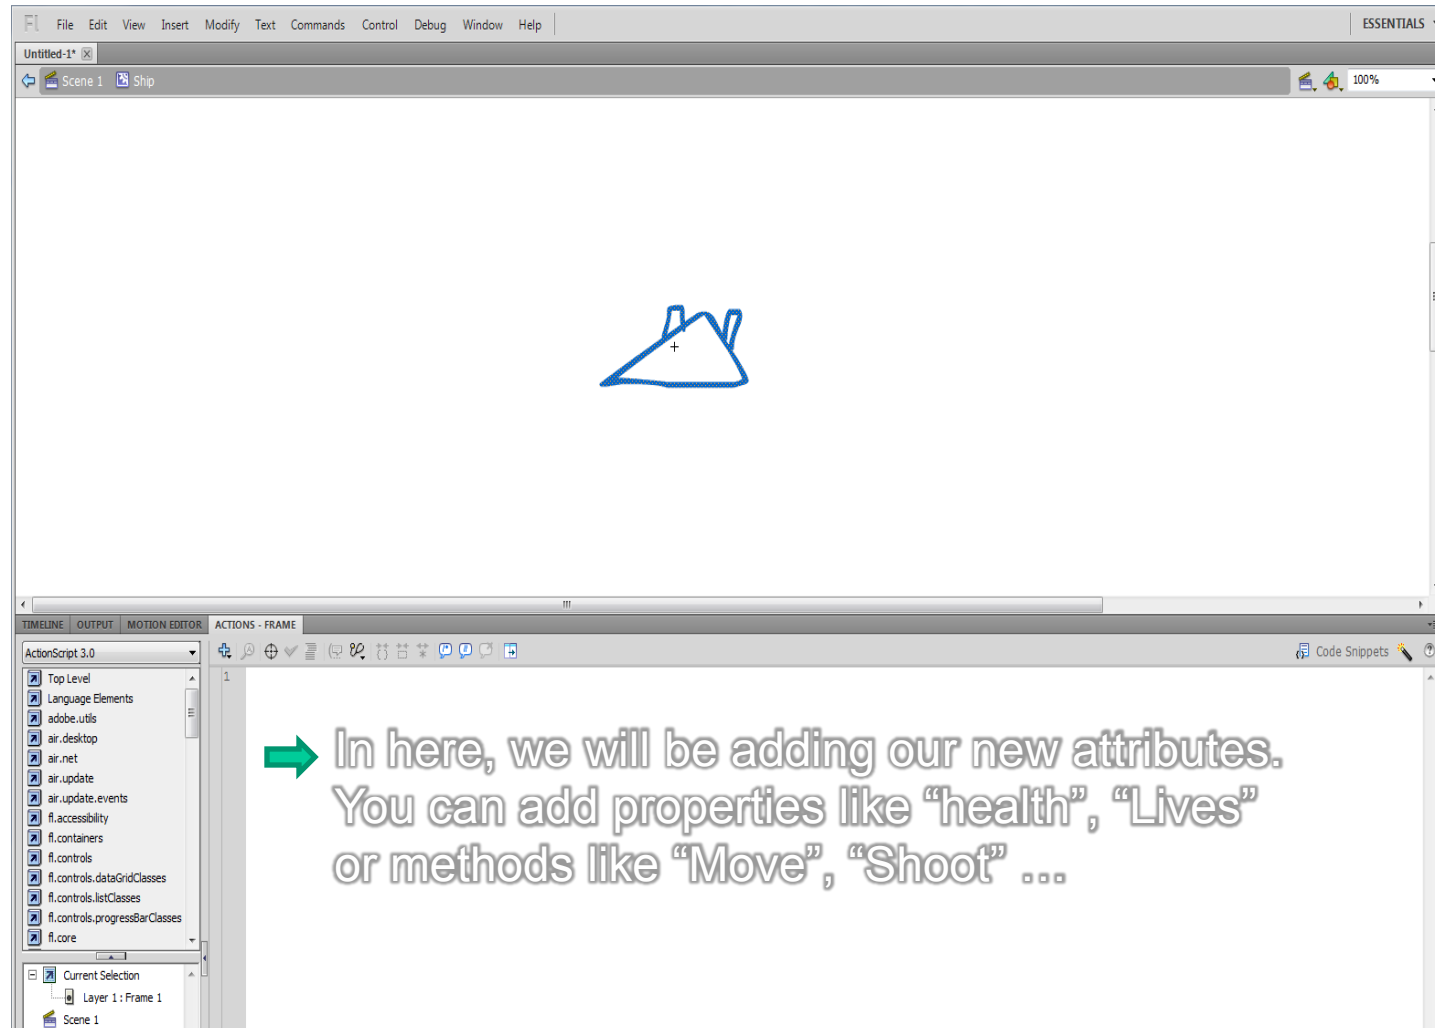 Fl File Edit View Insert Modify Text Commands Control Debug Window Help ESSENTIALS
Untitled-1*
Scene 1 Ship 100%
TIMELINE OUTPUT MOTION EDITOR ACTIONS - FRAME
ActionScript 3.0
Code Snippets
1
Top Level
Language Elements
adobe.utils
air.desktop
air.net
air.update
air.update.events
fl.accessibility
fl.containers
fl.controls
fl.controls.dataGridClasses
fl.controls.listClasses
fl.controls.progressBarClasses
fl.core
In here, we will be adding our new attributes.
You can add properties like “health”, “Lives”
or methods like “Move”, “Shoot” ...
Current Selection
Layer 1 : Frame 1
Scene 1